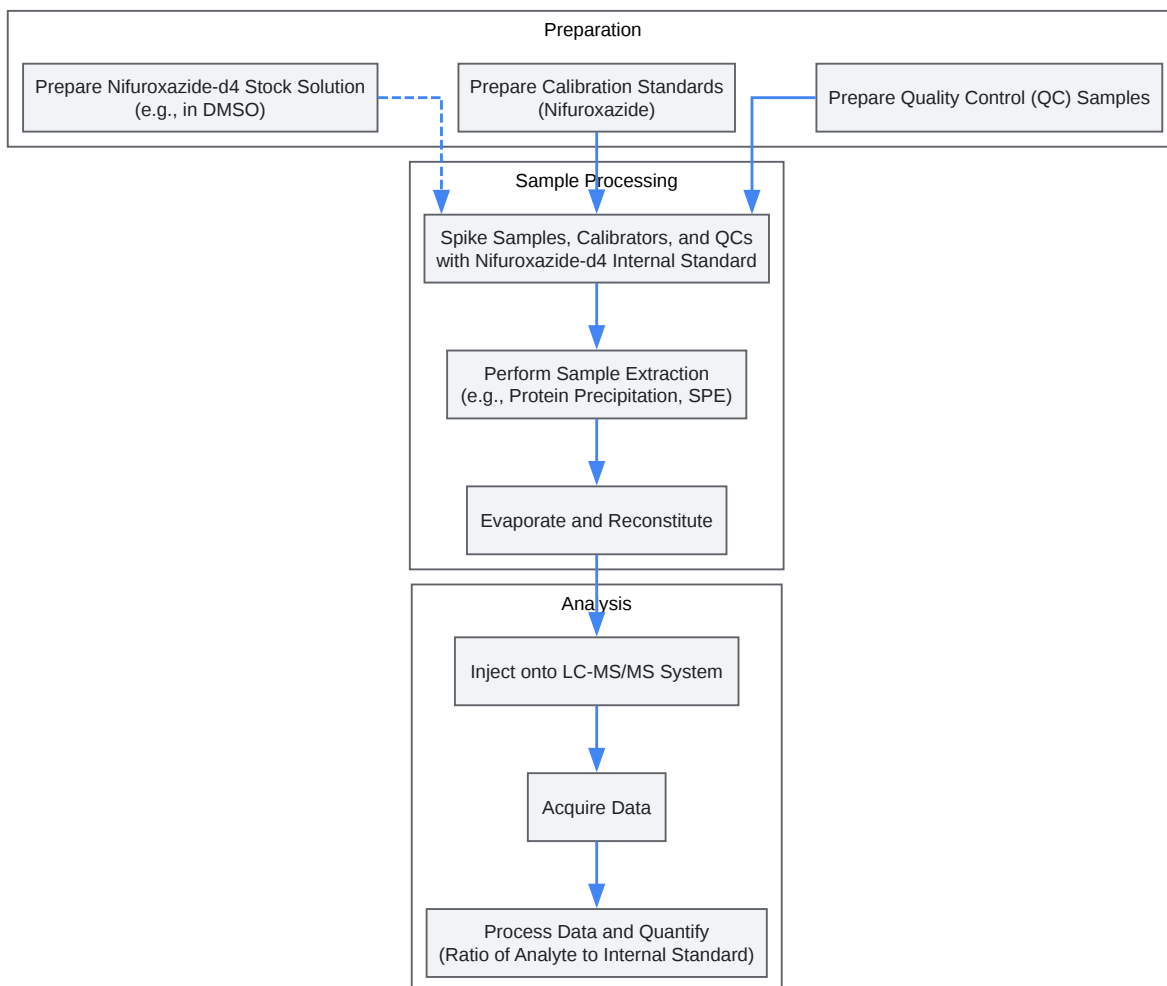 Preparation
Prepare Nifuroxazide-d4 Stock Solution
(e.g., in DMSO)
Prepare Calibration Standards
(Nifuroxazide)
Prepare Quality Control (QC) Samples
Sample Processing
Spike Samples, Calibrators, and QCs
with Nifuroxazide-d4 Internal Standard
Perform Sample Extraction
(e.g., Protein Precipitation, SPE)
Evaporate and Reconstitute
Analysis
Inject onto LC-MS/MS System
Acquire Data
Process Data and Quantify
(Ratio of Analyte to Internal Standard)